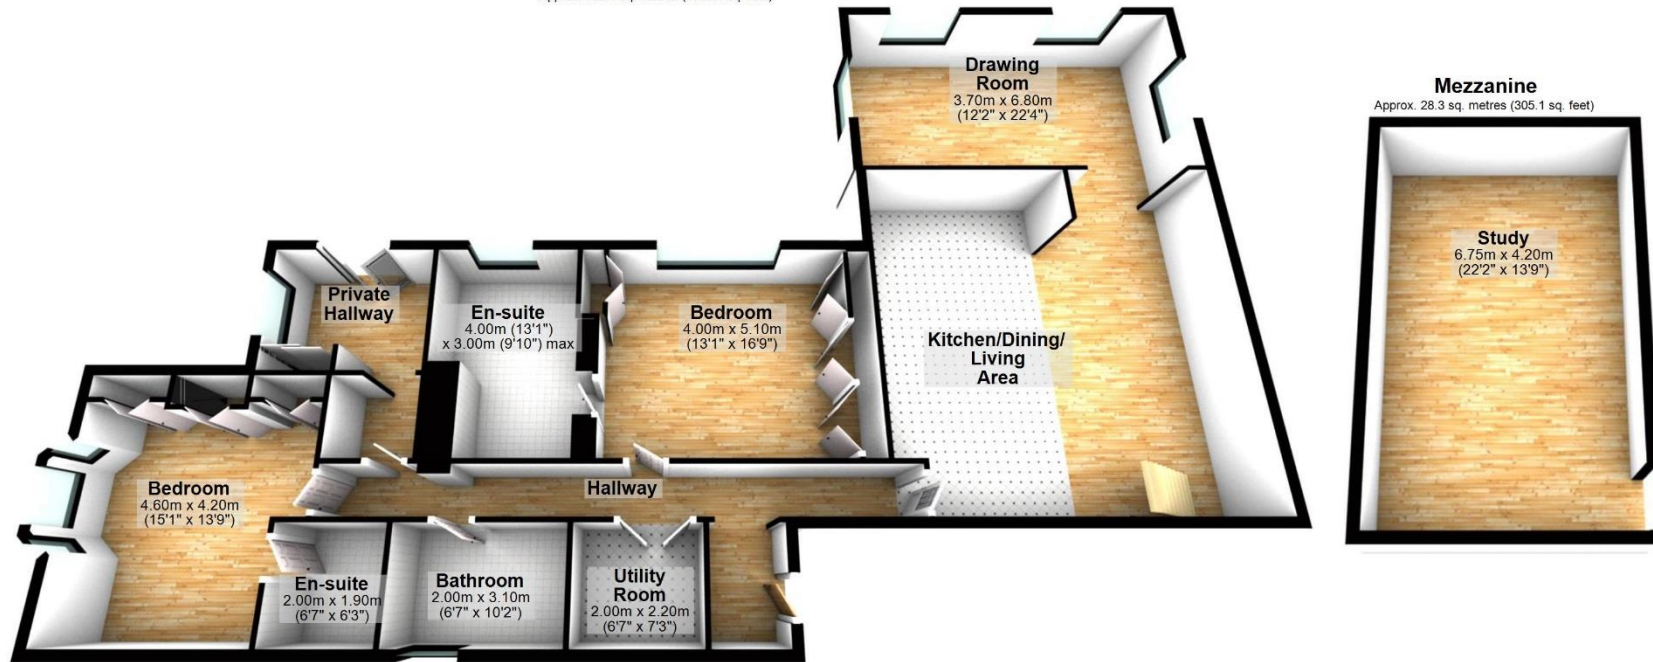 Drawing
Room
3.70m x 6.80m
(12'2" x 22'4")
Mezzanine
Approx. 28.3 sq. metres (305.1 sq. feet)
Study
6.75m x 4.20m
(22'2" x 13'9")
Private
Hallway
En-suite
4.00m (13'1")
x 3.00m (9'10") max
Bedroom
4.00m x 5.10m
(13'1" x 16'9")
Kitchen/Dining/
Living
Area
Bedroom
4.60m x 4.20m
(15'1" x 13'9")
Hallway
En-suite
2.00m x 1.90m
(6'7" x 6'3")
Bathroom
2.00m x 3.10m
(6'7" x 10'2")
Utility
Room
2.00m x 2.20m
(6'7" x 7'3")